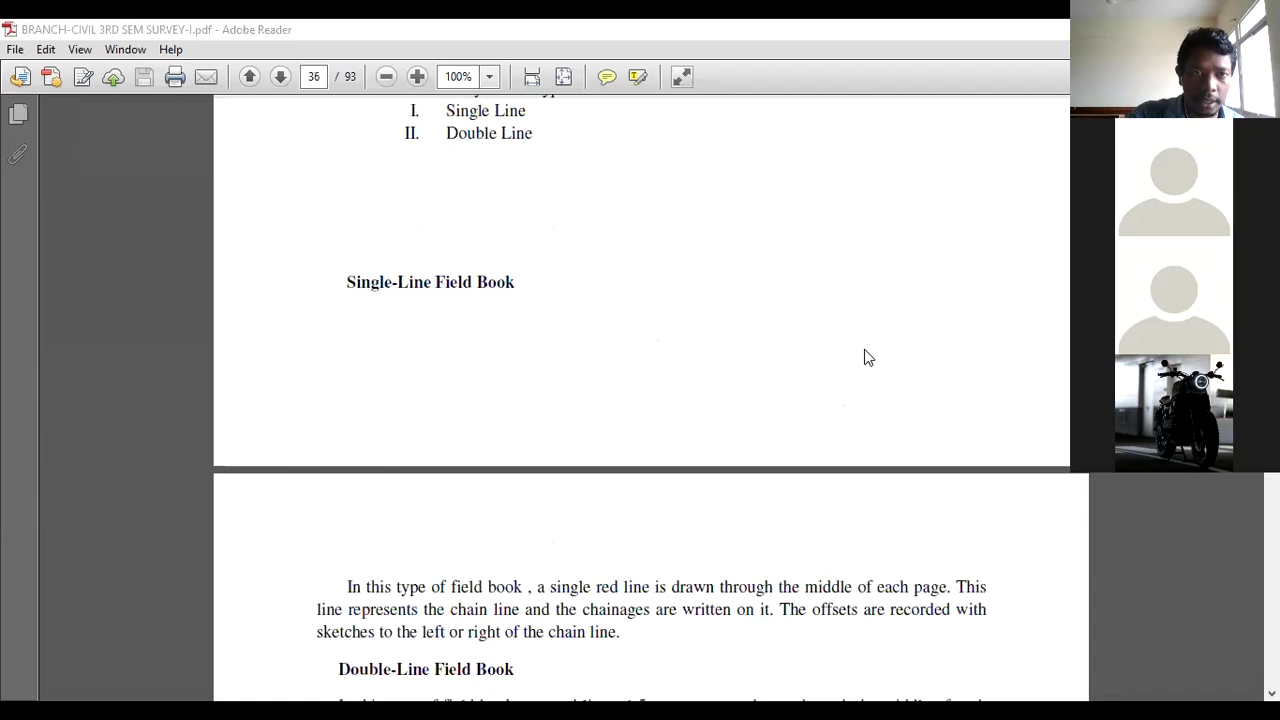 BRANCH-CIVIL 3RD SEM SURVEY-I.pdf - Adobe Reader
File Edit View Window Help
36 / 93 100%
I. Single Line
II. Double Line
Single-Line Field Book
In this type of field book , a single red line is drawn through the middle of each page. This
line represents the chain line and the chainages are written on it. The offsets are recorded with
sketches to the left or right of the chain line.
Double-Line Field Book